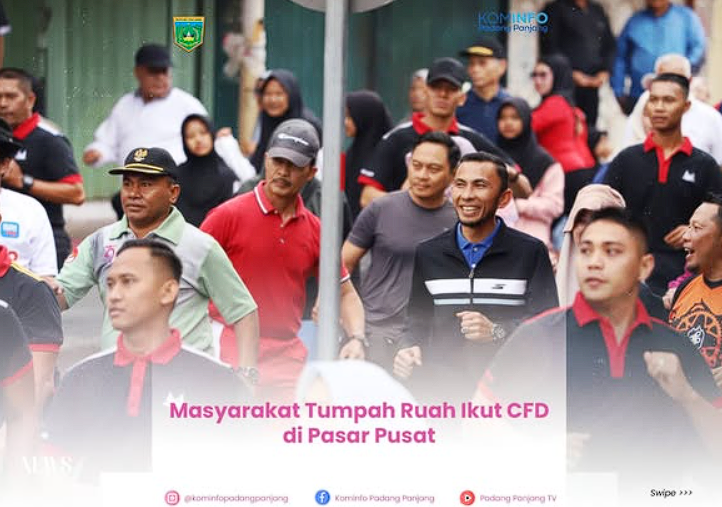 KOMINFO
Padang Panjang
Masyarakat Tumpah Ruah Ikut CFD
di Pasar Pusat
NEWS
@kominfopadangpanjang
Kominfo Padang Panjang
Padang Panjang TV
Swipe >>>